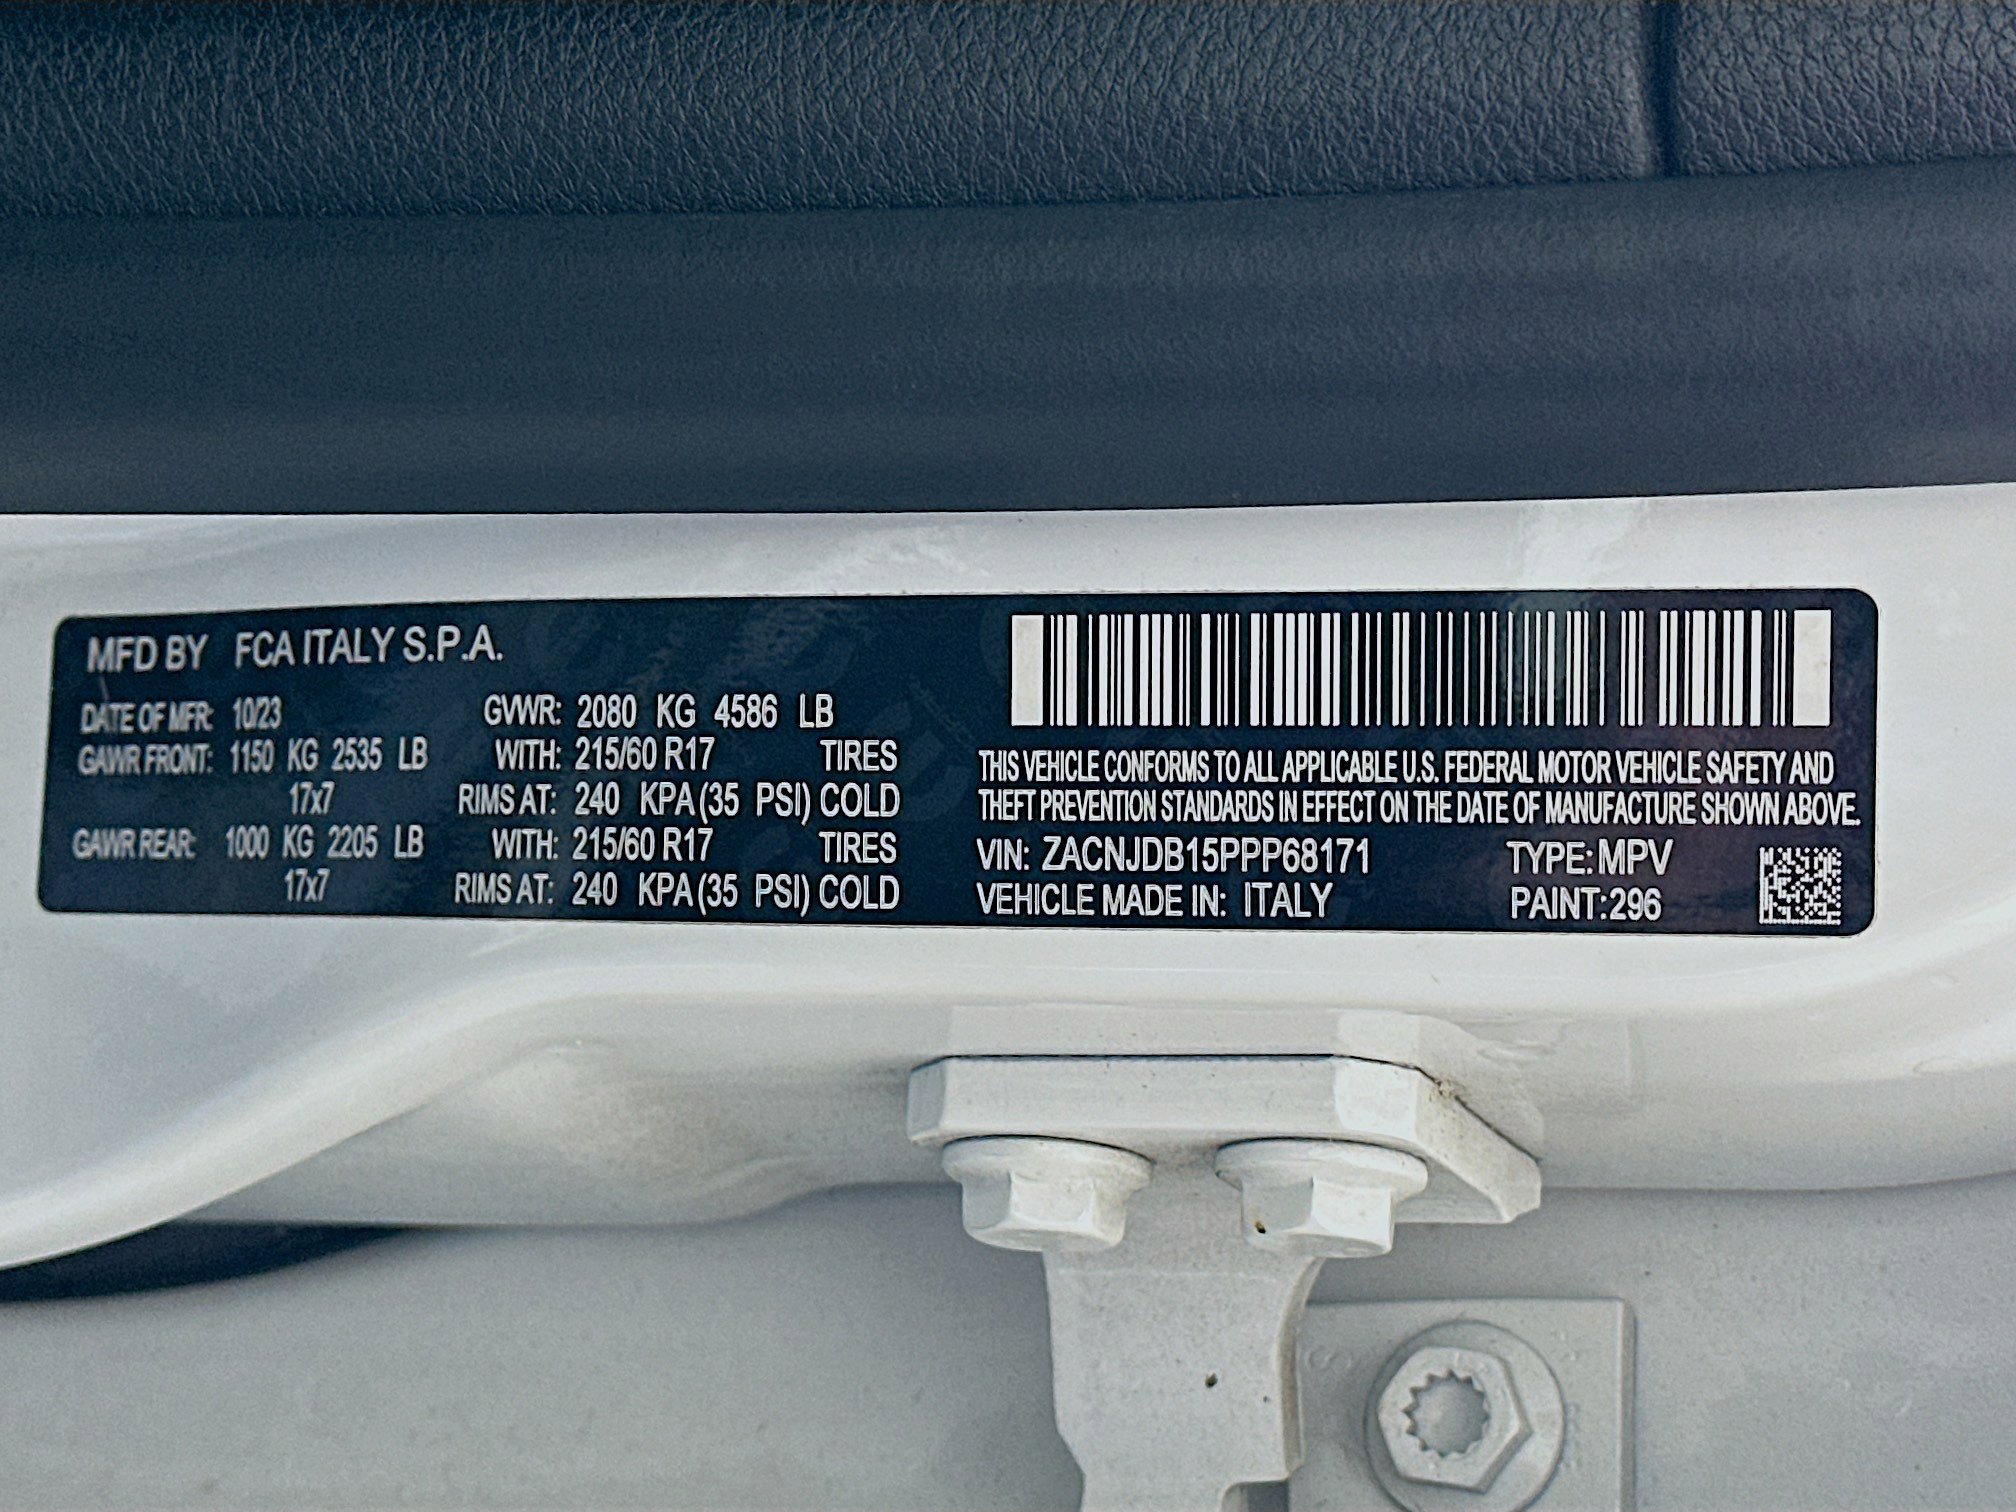 MFD BY FCA ITALY S.P.A.
DATE OF MFR: 10/23 GVWR: 2080 KG 4586 LB
GAWR FRONT: 1150 KG 2535 LB WITH: 215/60 R17 TIRES
17x7 RIMS AT: 240 KPA (35 PSI) COLD
GAWR REAR: 1000 KG 2205 LB WITH: 215/60 R17 TIRES
17x7 RIMS AT: 240 KPA (35 PSI) COLD
THIS VEHICLE CONFORMS TO ALL APPLICABLE U.S. FEDERAL MOTOR VEHICLE SAFETY AND
THEFT PREVENTION STANDARDS IN EFFECT ON THE DATE OF MANUFACTURE SHOWN ABOVE.
VIN: ZACNJDB15PPP68171 TYPE: MPV
VEHICLE MADE IN: ITALY PAINT: 296